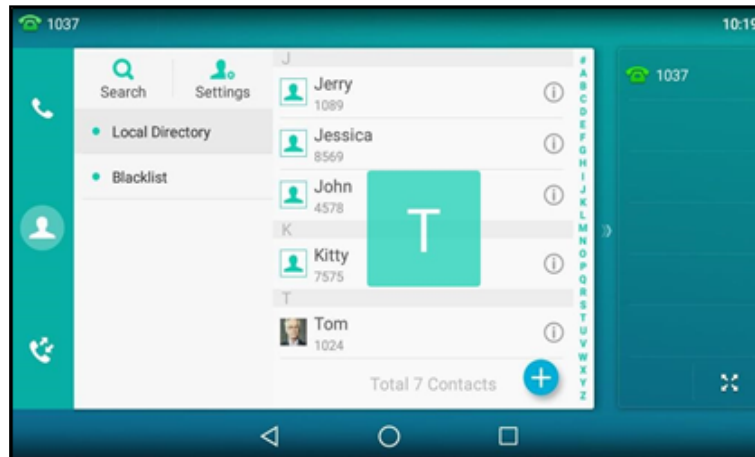 1037
10:19
Search
Settings
Local Directory
Blacklist
J
Jerry
1089
Jessica
8569
John
4578
K
Kitty
7575
T
Tom
1024
Total 7 Contacts
T
#
A
B
C
D
E
F
G
H
I
J
K
L
M
N
O
P
Q
R
S
T
U
V
W
X
Y
Z
1037